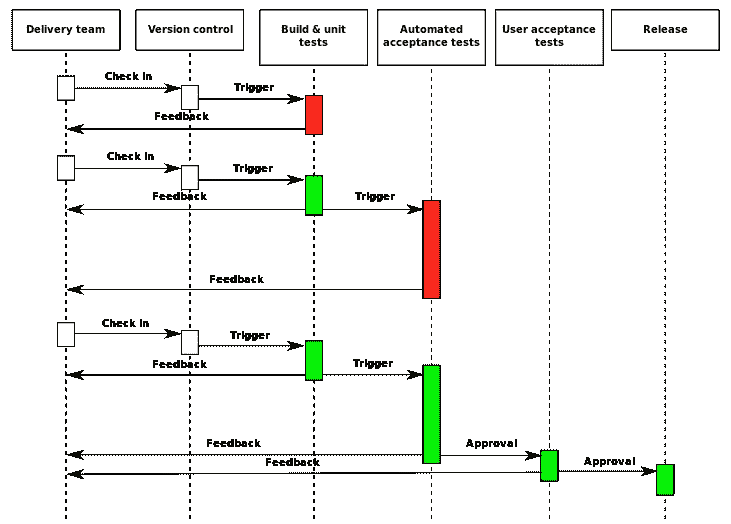 Delivery team
Version control
Build & unit
tests
Automated
acceptance tests
User acceptance
tests
Release
Check in
Trigger
Feedback
Check in
Trigger
Feedback
Trigger
Feedback
Check in
Trigger
Feedback
Trigger
Feedback
Approval
Feedback
Approval